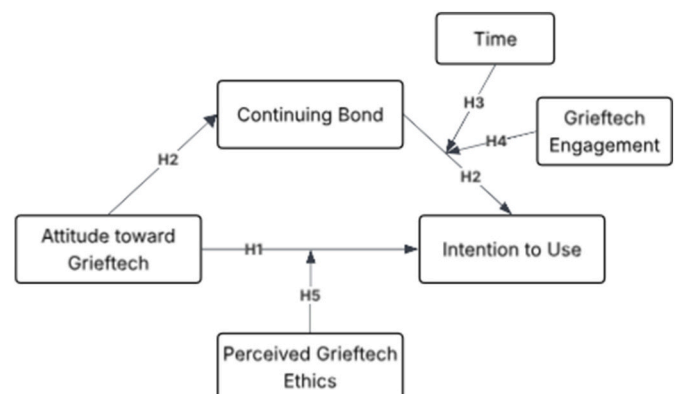 Time
H3
Continuing Bond
Grieftech
Engagement
H4
H2
H2
Attitude toward
Grieftech
H1
Intention to Use
H5
Perceived Grieftech
Ethics